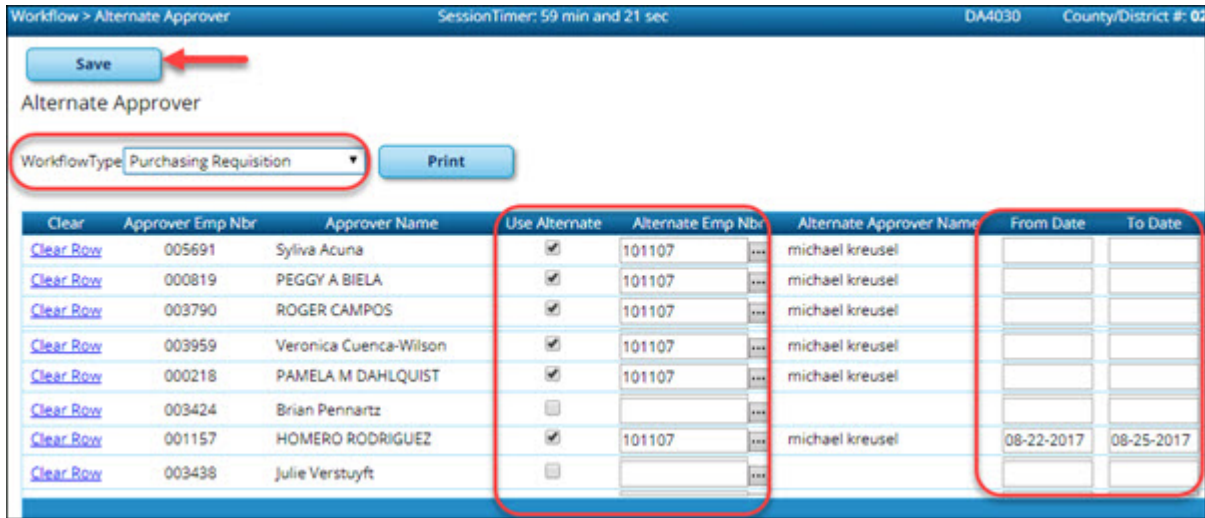 Workflow > Alternate Approver SessionTimer: 59 min and 21 sec DA4030 County/District #: 02
Save
Alternate Approver
WorkflowType Purchasing Requisition Print
Clear Approver Emp Nbr Approver Name Use Alternate Alternate Emp Nbr Alternate Approver Name From Date To Date
Clear Row 005691 Syliva Acuna 101107 ... michael kreusel
Clear Row 000819 PEGGY A BIELA 101107 ... michael kreusel
Clear Row 003790 ROGER CAMPOS 101107 ... michael kreusel
Clear Row 003959 Veronica Cuenca-Wilson 101107 ... michael kreusel
Clear Row 000218 PAMELA M DAHLQUIST 101107 ... michael kreusel
Clear Row 003424 Brian Pennartz ...
Clear Row 001157 HOMERO RODRIGUEZ 101107 ... michael kreusel 08-22-2017 08-25-2017
Clear Row 003438 Julie Verstuyft ...